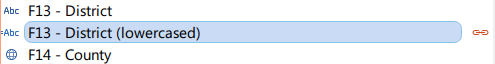 Abc F13 - District
=Abc F13 - District (lowercased)
F14 - County